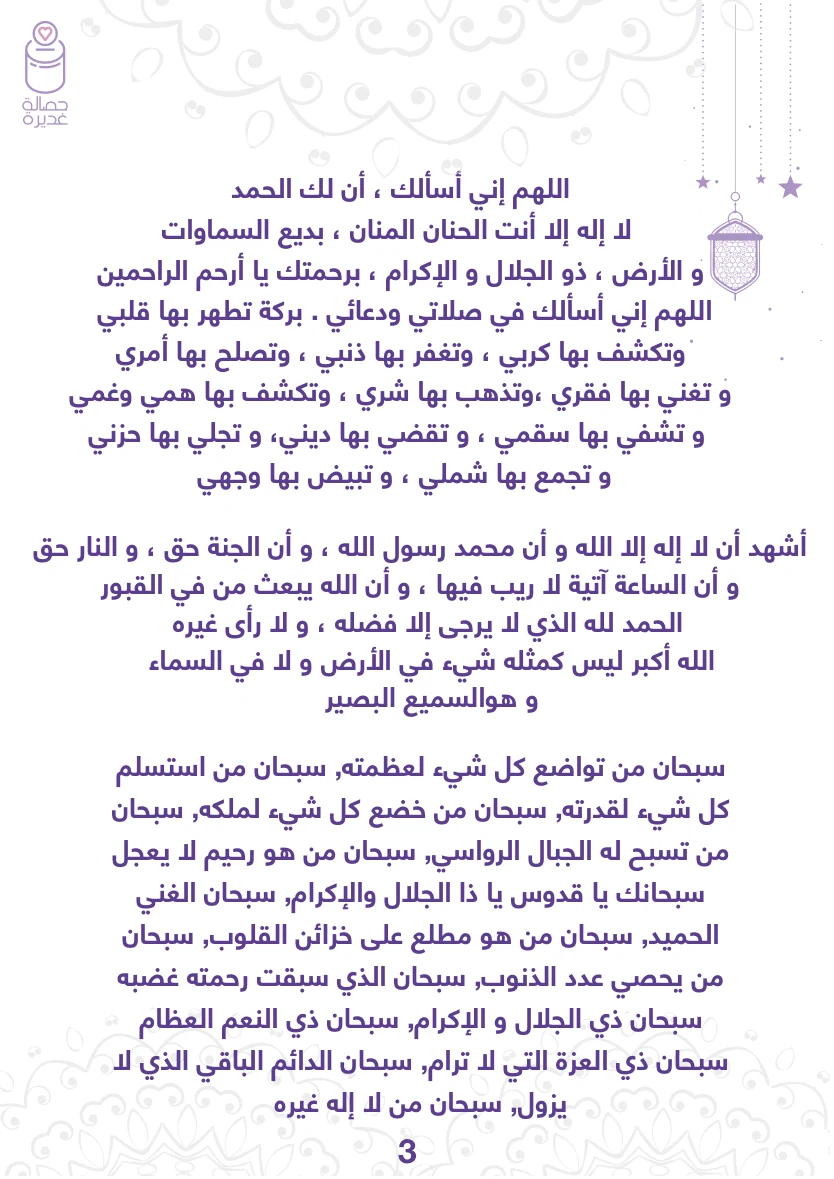 حصالة
غديرة
اللهم إني أسألك ، أن لك الحمد
لا إله إلا أنت الحنان المنان ، بديع السماوات
و الأرض ، ذو الجلال و الإكرام ، برحمتك يا أرحم الراحمين
اللهم إني أسألك في صلاتي ودعائي . بركة تطهر بها قلبي
وتكشف بها كربي ، وتغفر بها ذنبي ، وتصلح بها أمري
و تغني بها فقري ،وتذهب بها شري ، وتكشف بها همي وغمي
و تشفي بها سقمي ، و تقضي بها ديني، و تجلي بها حزني
و تجمع بها شملي ، و تبيض بها وجهي
أشهد أن لا إله إلا الله و أن محمد رسول الله ، و أن الجنة حق ، و النار حق
و أن الساعة آتية لا ريب فيها ، و أن الله يبعث من في القبور
الحمد لله الذي لا يرجى إلا فضله ، و لا رأى غيره
الله أكبر ليس كمثله شيء في الأرض و لا في السماء
و هوالسميع البصير
سبحان من تواضع كل شيء لعظمته, سبحان من استسلم
كل شيء لقدرته, سبحان من خضع كل شيء لملكه, سبحان
من تسبح له الجبال الرواسي, سبحان من هو رحيم لا يعجل
سبحانك يا قدوس يا ذا الجلال والإكرام, سبحان الغني
الحميد, سبحان من هو مطلع على خزائن القلوب, سبحان
من يحصي عدد الذنوب, سبحان الذي سبقت رحمته غضبه
سبحان ذي الجلال و الإكرام, سبحان ذي النعم العظام
سبحان ذي العزة التي لا ترام, سبحان الدائم الباقي الذي لا
يزول, سبحان من لا إله غيره
3